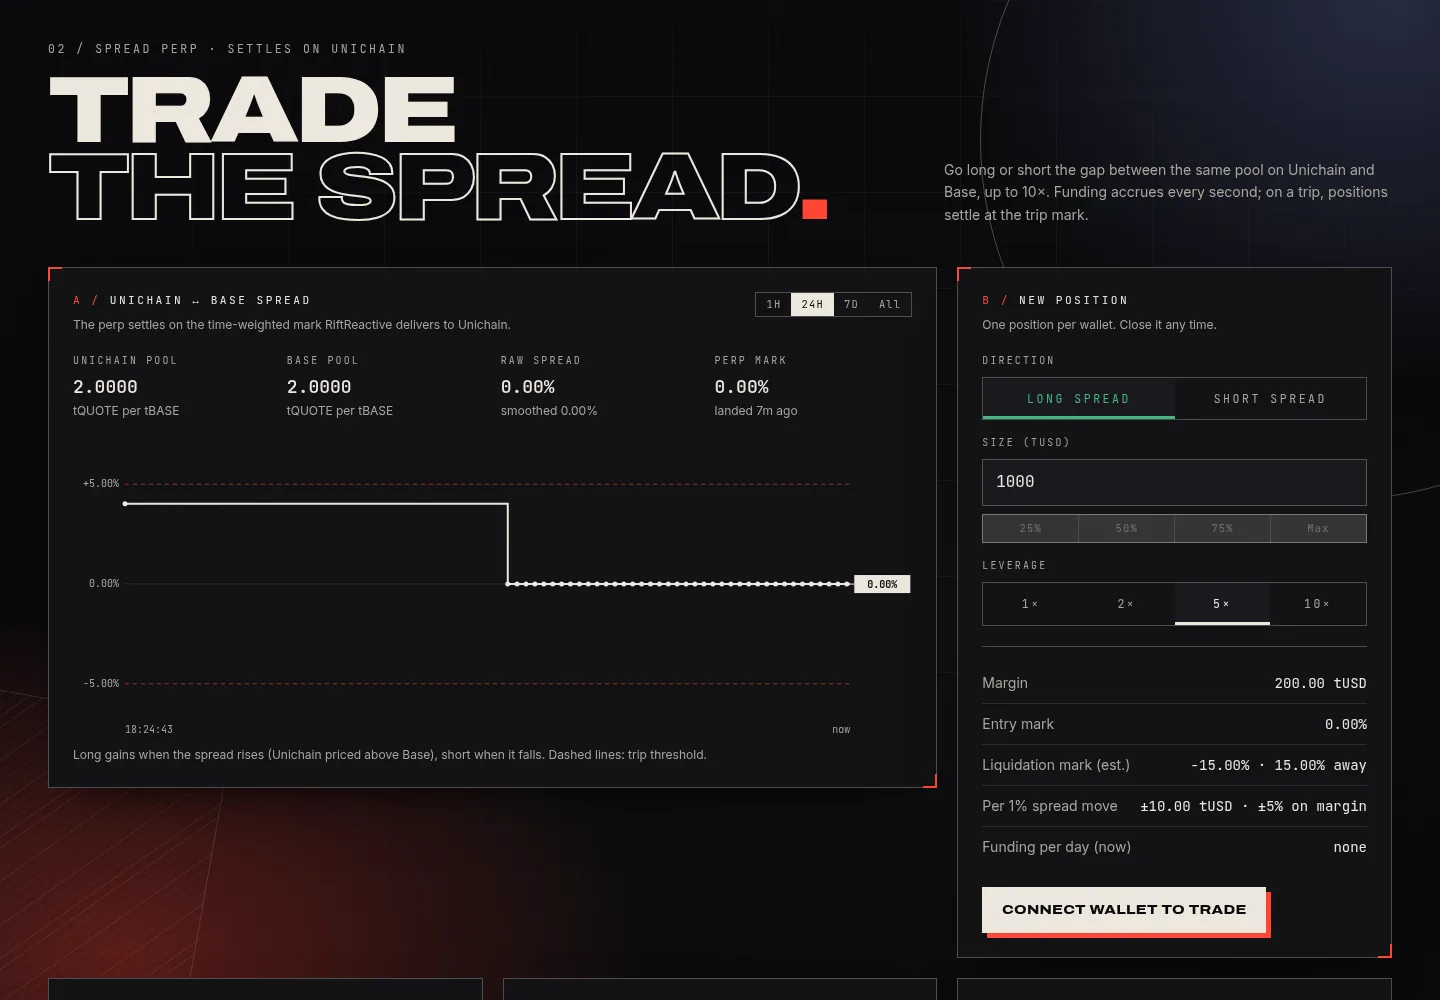 02 / SPREAD PERP · SETTLES ON UNICHAIN
TRADE
THE SPREAD.
Go long or short the gap between the same pool on Unichain and
Base, up to 10×. Funding accrues every second; on a trip, positions
settle at the trip mark.
A / UNICHAIN ↔ BASE SPREAD
The perp settles on the time-weighted mark RiftReactive delivers to Unichain.
1H 24H 7D All
UNICHAIN POOL
2.0000
tQUOTE per tBASE
BASE POOL
2.0000
tQUOTE per tBASE
RAW SPREAD
0.00%
smoothed 0.00%
PERP MARK
0.00%
landed 7m ago
+5.00%
0.00%
0.00%
-5.00%
18:24:43 now
Long gains when the spread rises (Unichain priced above Base), short when it falls. Dashed lines: trip threshold.
B / NEW POSITION
One position per wallet. Close it any time.
DIRECTION
LONG SPREAD SHORT SPREAD
SIZE (TUSD)
1000
25% 50% 75% Max
LEVERAGE
1× 2× 5× 10×
Margin 200.00 tUSD
Entry mark 0.00%
Liquidation mark (est.) -15.00% · 15.00% away
Per 1% spread move ±10.00 tUSD · ±5% on margin
Funding per day (now) none
CONNECT WALLET TO TRADE